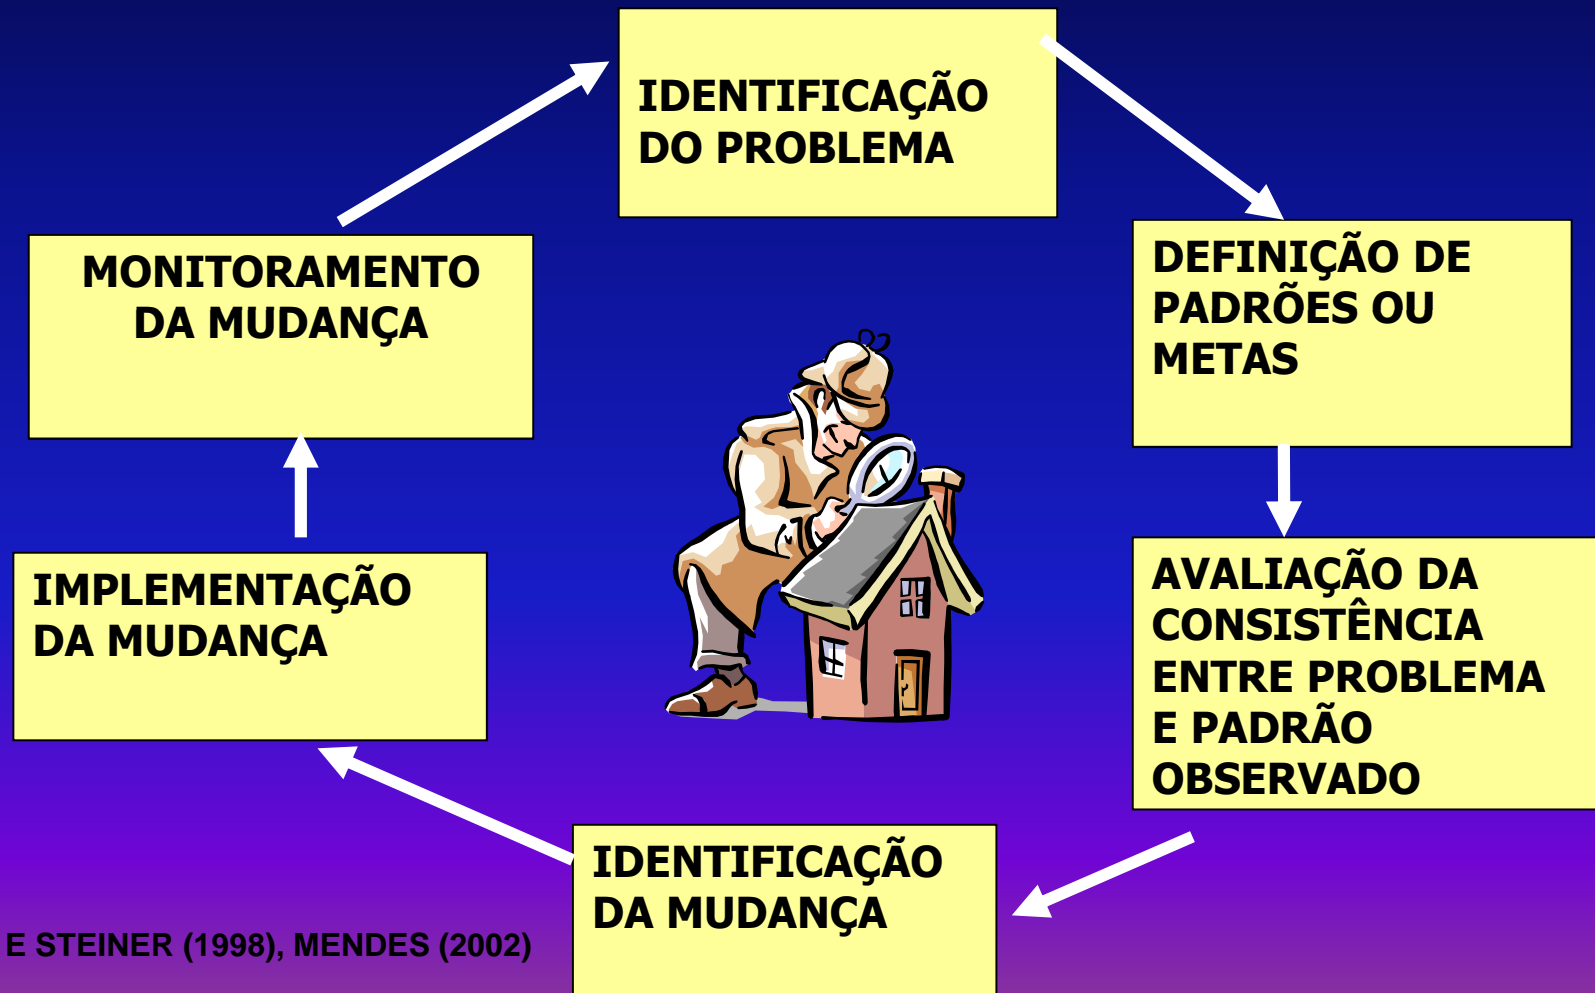 IDENTIFICAÇÃO
DO PROBLEMA
DEFINIÇÃO DE
PADRÕES OU
METAS
AVALIAÇÃO DA
CONSISTÊNCIA
ENTRE PROBLEMA
E PADRÃO
OBSERVADO
IDENTIFICAÇÃO
DA MUDANÇA
IMPLEMENTAÇÃO
DA MUDANÇA
MONITORAMENTO
DA MUDANÇA
E STEINER (1998), MENDES (2002)